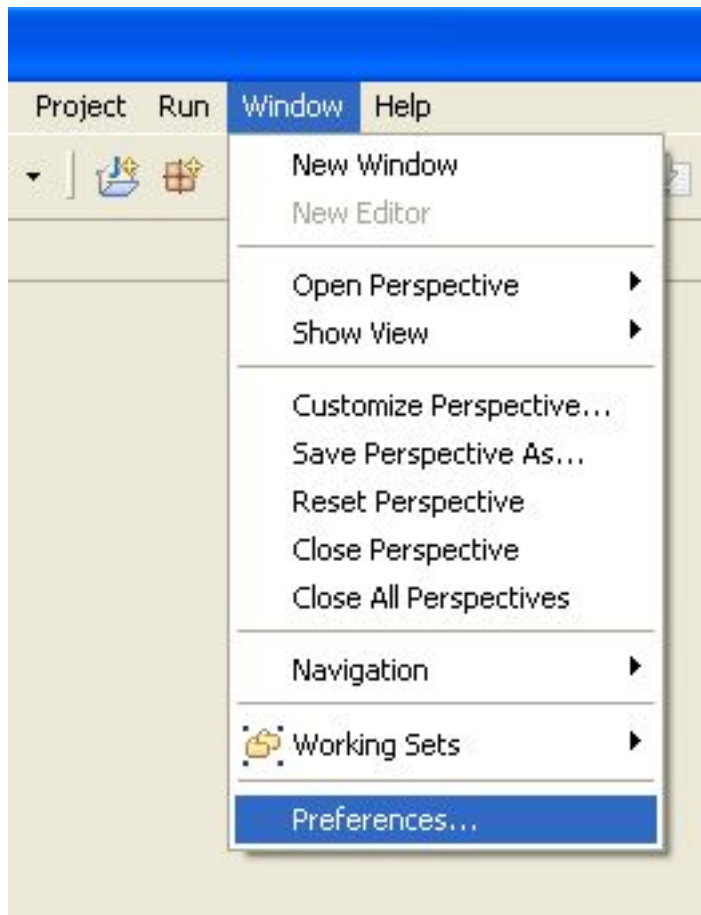 Project Run Window Help
New Window
New Editor
Open Perspective
Show View
Customize Perspective...
Save Perspective As...
Reset Perspective
Close Perspective
Close All Perspectives
Navigation
Working Sets
Preferences...